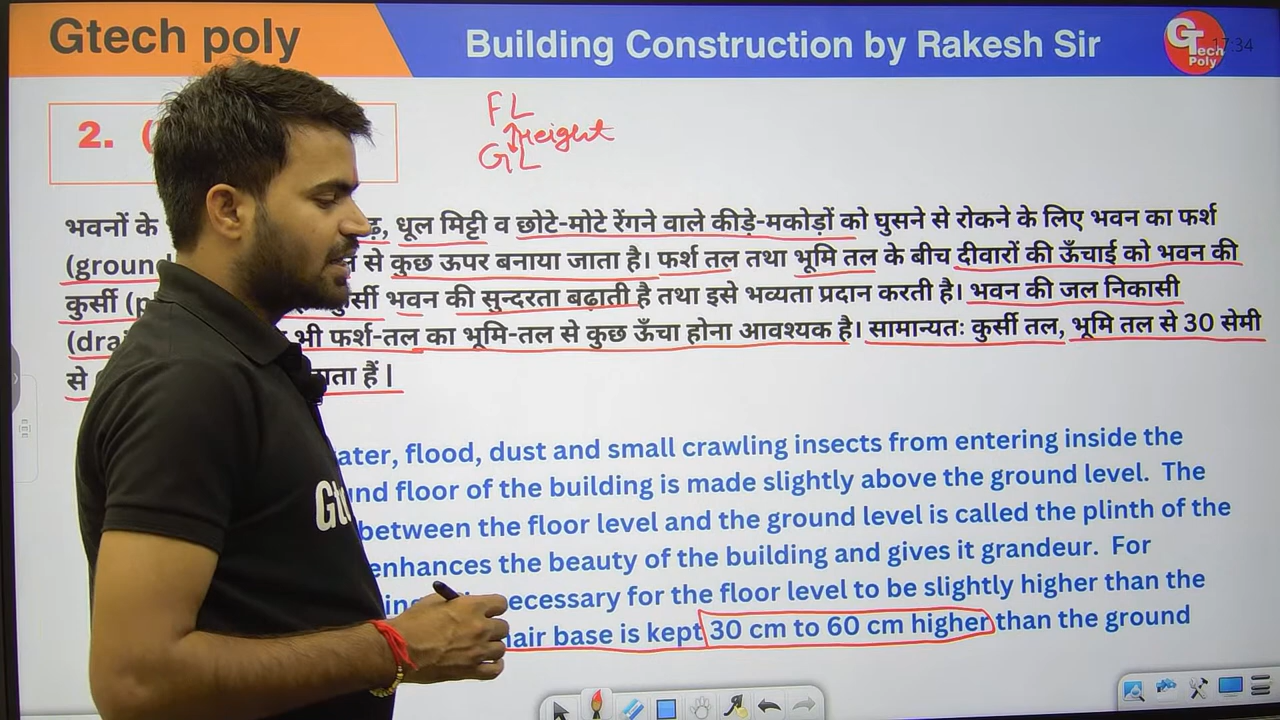 Gtech poly
Building Construction by Rakesh Sir
GTech Poly
17:34
2. (
FL
Height
GL
भवनों के धूल मिट्टी व छोटे-मोटे रेंगने वाले कीड़े-मकोड़ों को घुसने से रोकने के लिए भवन का फर्श
(groun से कुछ ऊपर बनाया जाता है। फर्श तल तथा भूमि तल के बीच दीवारों की ऊँचाई को भवन की
कुर्सी (p कुर्सी भवन की सुन्दरता बढ़ाती है तथा इसे भव्यता प्रदान करती है। भवन की जल निकासी
(dra भी फर्श-तल का भूमि-तल से कुछ ऊँचा होना आवश्यक है। सामान्यतः कुर्सी तल, भूमि तल से 30 सेमी
से जाता हैं |
ater, flood, dust and small crawling insects from entering inside the
und floor of the building is made slightly above the ground level. The
between the floor level and the ground level is called the plinth of the
enhances the beauty of the building and gives it grandeur. For
necessary for the floor level to be slightly higher than the
hair base is kept 30 cm to 60 cm higher than the ground